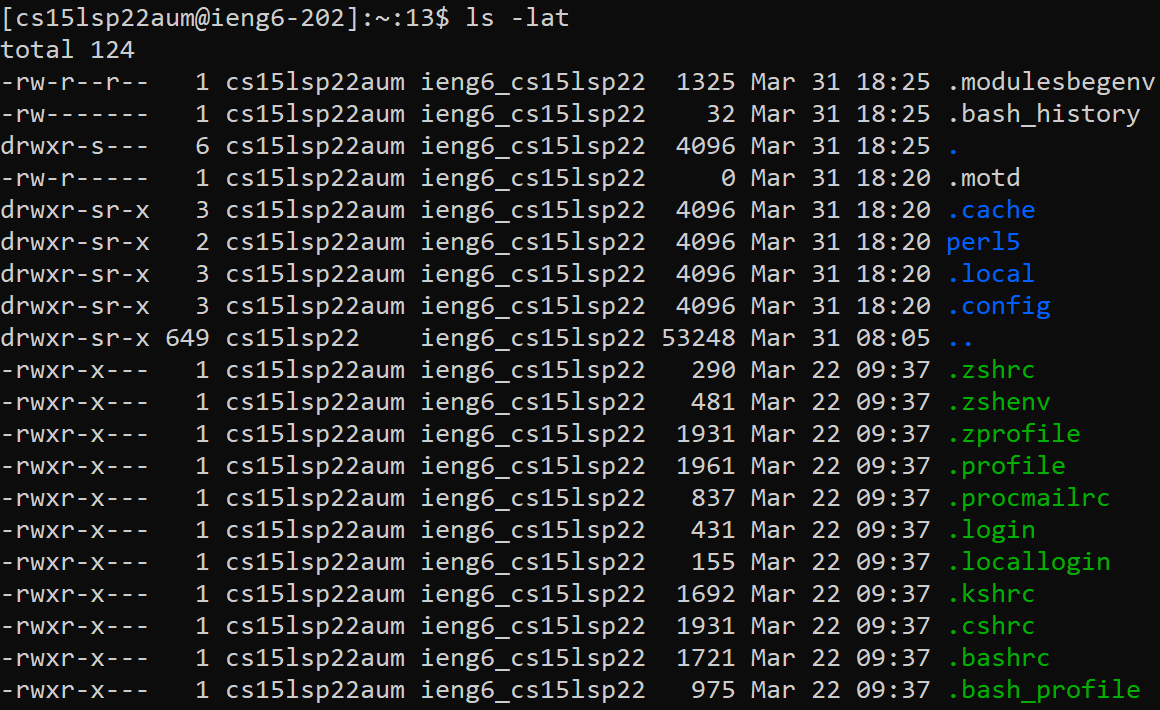 [cs15lsp22aum@ieng6-202]:~:13$ ls -lat
total 124
-rw-r--r--   1 cs15lsp22aum ieng6_cs15lsp22  1325 Mar 31 18:25 .modulesbegenv
-rw-------   1 cs15lsp22aum ieng6_cs15lsp22    32 Mar 31 18:25 .bash_history
drwxr-s---   6 cs15lsp22aum ieng6_cs15lsp22  4096 Mar 31 18:25 .
-rw-r-----   1 cs15lsp22aum ieng6_cs15lsp22     0 Mar 31 18:20 .motd
drwxr-sr-x   3 cs15lsp22aum ieng6_cs15lsp22  4096 Mar 31 18:20 .cache
drwxr-sr-x   2 cs15lsp22aum ieng6_cs15lsp22  4096 Mar 31 18:20 perl5
drwxr-sr-x   3 cs15lsp22aum ieng6_cs15lsp22  4096 Mar 31 18:20 .local
drwxr-sr-x   3 cs15lsp22aum ieng6_cs15lsp22  4096 Mar 31 18:20 .config
drwxr-sr-x 649 cs15lsp22    ieng6_cs15lsp22 53248 Mar 31 08:05 ..
-rwxr-x---   1 cs15lsp22aum ieng6_cs15lsp22   290 Mar 22 09:37 .zshrc
-rwxr-x---   1 cs15lsp22aum ieng6_cs15lsp22   481 Mar 22 09:37 .zshenv
-rwxr-x---   1 cs15lsp22aum ieng6_cs15lsp22  1931 Mar 22 09:37 .zprofile
-rwxr-x---   1 cs15lsp22aum ieng6_cs15lsp22  1961 Mar 22 09:37 .profile
-rwxr-x---   1 cs15lsp22aum ieng6_cs15lsp22   837 Mar 22 09:37 .procmailrc
-rwxr-x---   1 cs15lsp22aum ieng6_cs15lsp22   431 Mar 22 09:37 .login
-rwxr-x---   1 cs15lsp22aum ieng6_cs15lsp22   155 Mar 22 09:37 .locallogin
-rwxr-x---   1 cs15lsp22aum ieng6_cs15lsp22  1692 Mar 22 09:37 .kshrc
-rwxr-x---   1 cs15lsp22aum ieng6_cs15lsp22  1931 Mar 22 09:37 .cshrc
-rwxr-x---   1 cs15lsp22aum ieng6_cs15lsp22  1721 Mar 22 09:37 .bashrc
-rwxr-x---   1 cs15lsp22aum ieng6_cs15lsp22   975 Mar 22 09:37 .bash_profile